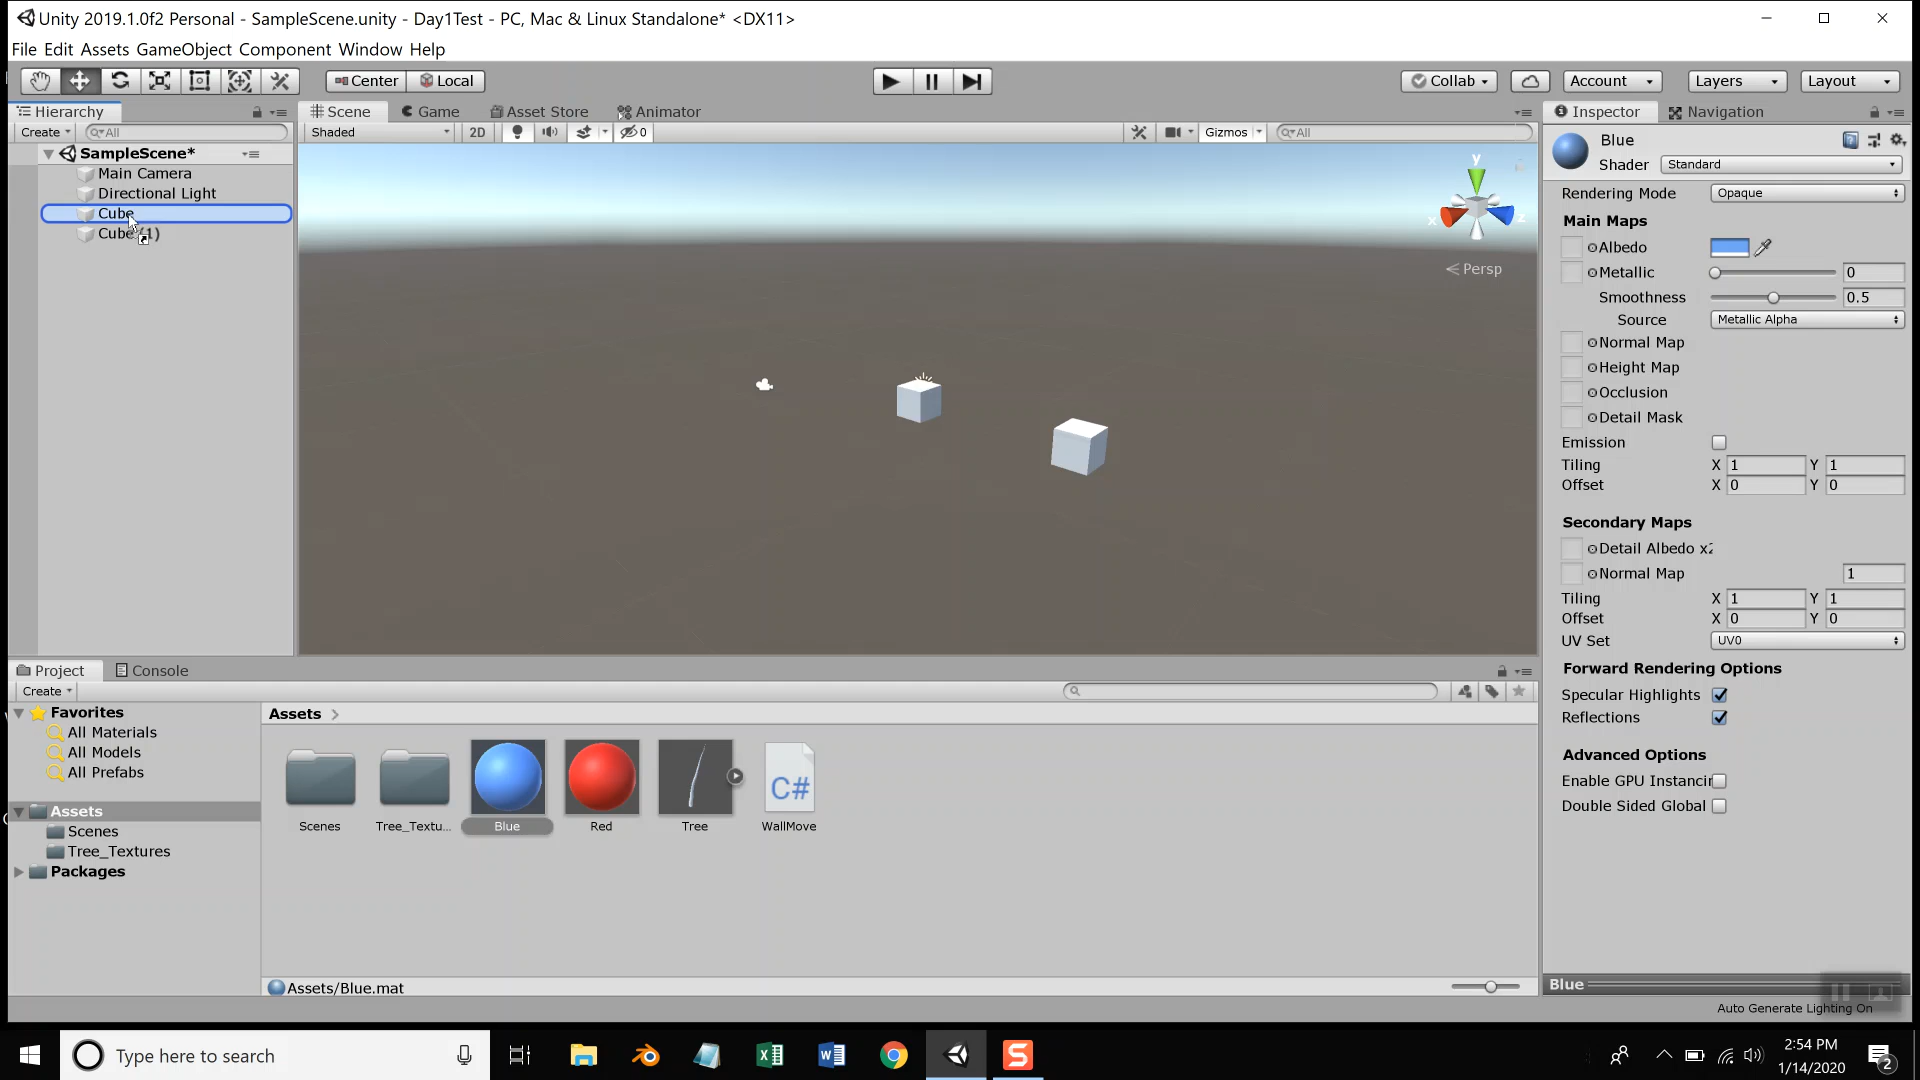 Unity 2019.1.0f2 Personal - SampleScene.unity - Day1Test - PC, Mac & Linux Standalone* <DX11>
File Edit Assets GameObject Component Window Help
Center Local Collab Account Layers Layout
Hierarchy
Create All
SampleScene*
Main Camera
Directional Light
Cube
Cube (1)
Scene Game Asset Store Animator
Shaded 2D 0 Gizmos All
y
x z
Persp
Inspector Navigation
Blue
Shader Standard
Rendering Mode Opaque
Main Maps
Albedo
Metallic 0
Smoothness 0.5
Source Metallic Alpha
Normal Map
Height Map
Occlusion
Detail Mask
Emission
Tiling X 1 Y 1
Offset X 0 Y 0
Secondary Maps
Detail Albedo x2
Normal Map 1
Tiling X 1 Y 1
Offset X 0 Y 0
UV Set UV0
Forward Rendering Options
Specular Highlights
Reflections
Advanced Options
Enable GPU Instancin
Double Sided Global
Blue
Auto Generate Lighting On
Project Console
Create
Favorites
All Materials
All Models
All Prefabs
Assets
Scenes
Tree_Textures
Packages
Assets
Scenes Tree_Textu... Blue Red Tree C# WallMove
Assets/Blue.mat
Type here to search
2:54 PM
1/14/2020
2